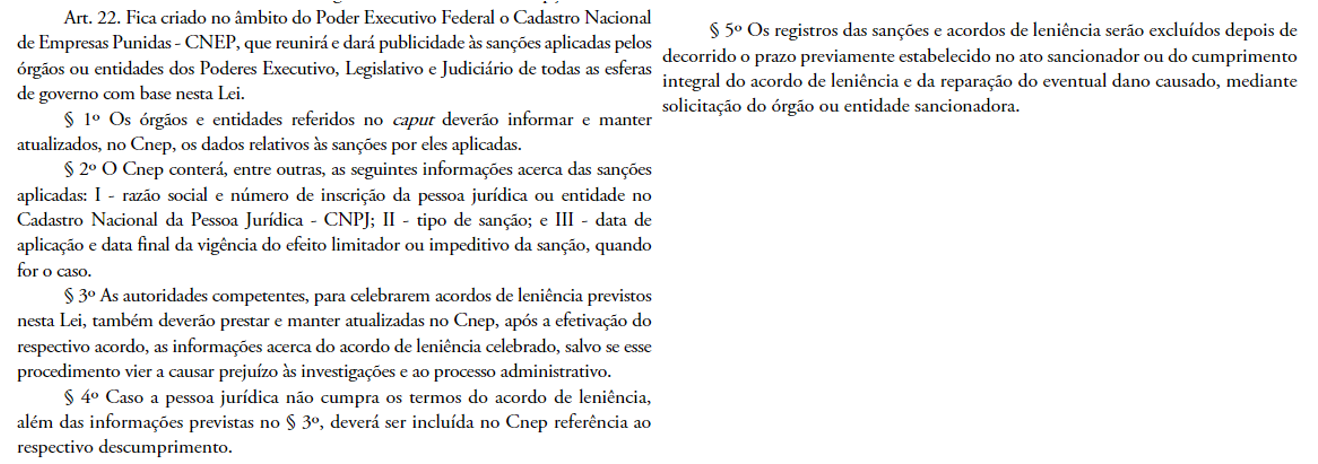 Art. 22. Fica criado no âmbito do Poder Executivo Federal o Cadastro Nacional
de Empresas Punidas - CNEP, que reunirá e dará publicidade às sanções aplicadas pelos
órgãos ou entidades dos Poderes Executivo, Legislativo e Judiciário de todas as esferas
de governo com base nesta Lei.
§ 1º Os órgãos e entidades referidos no caput deverão informar e manter
atualizados, no Cnep, os dados relativos às sanções por eles aplicadas.
§ 2º O Cnep conterá, entre outras, as seguintes informações acerca das sanções
aplicadas: I - razão social e número de inscrição da pessoa jurídica ou entidade no
Cadastro Nacional da Pessoa Jurídica - CNPJ; II - tipo de sanção; e III - data de
aplicação e data final da vigência do efeito limitador ou impeditivo da sanção, quando
for o caso.
§ 3º As autoridades competentes, para celebrarem acordos de leniência previstos
nesta Lei, também deverão prestar e manter atualizadas no Cnep, após a efetivação do
respectivo acordo, as informações acerca do acordo de leniência celebrado, salvo se esse
procedimento vier a causar prejuízo às investigações e ao processo administrativo.
§ 4º Caso a pessoa jurídica não cumpra os termos do acordo de leniência,
além das informações previstas no § 3º, deverá ser incluída no Cnep referência ao
respectivo descumprimento.
§ 5º Os registros das sanções e acordos de leniência serão excluídos depois de
decorrido o prazo previamente estabelecido no ato sancionador ou do cumprimento
integral do acordo de leniência e da reparação do eventual dano causado, mediante
solicitação do órgão ou entidade sancionadora.